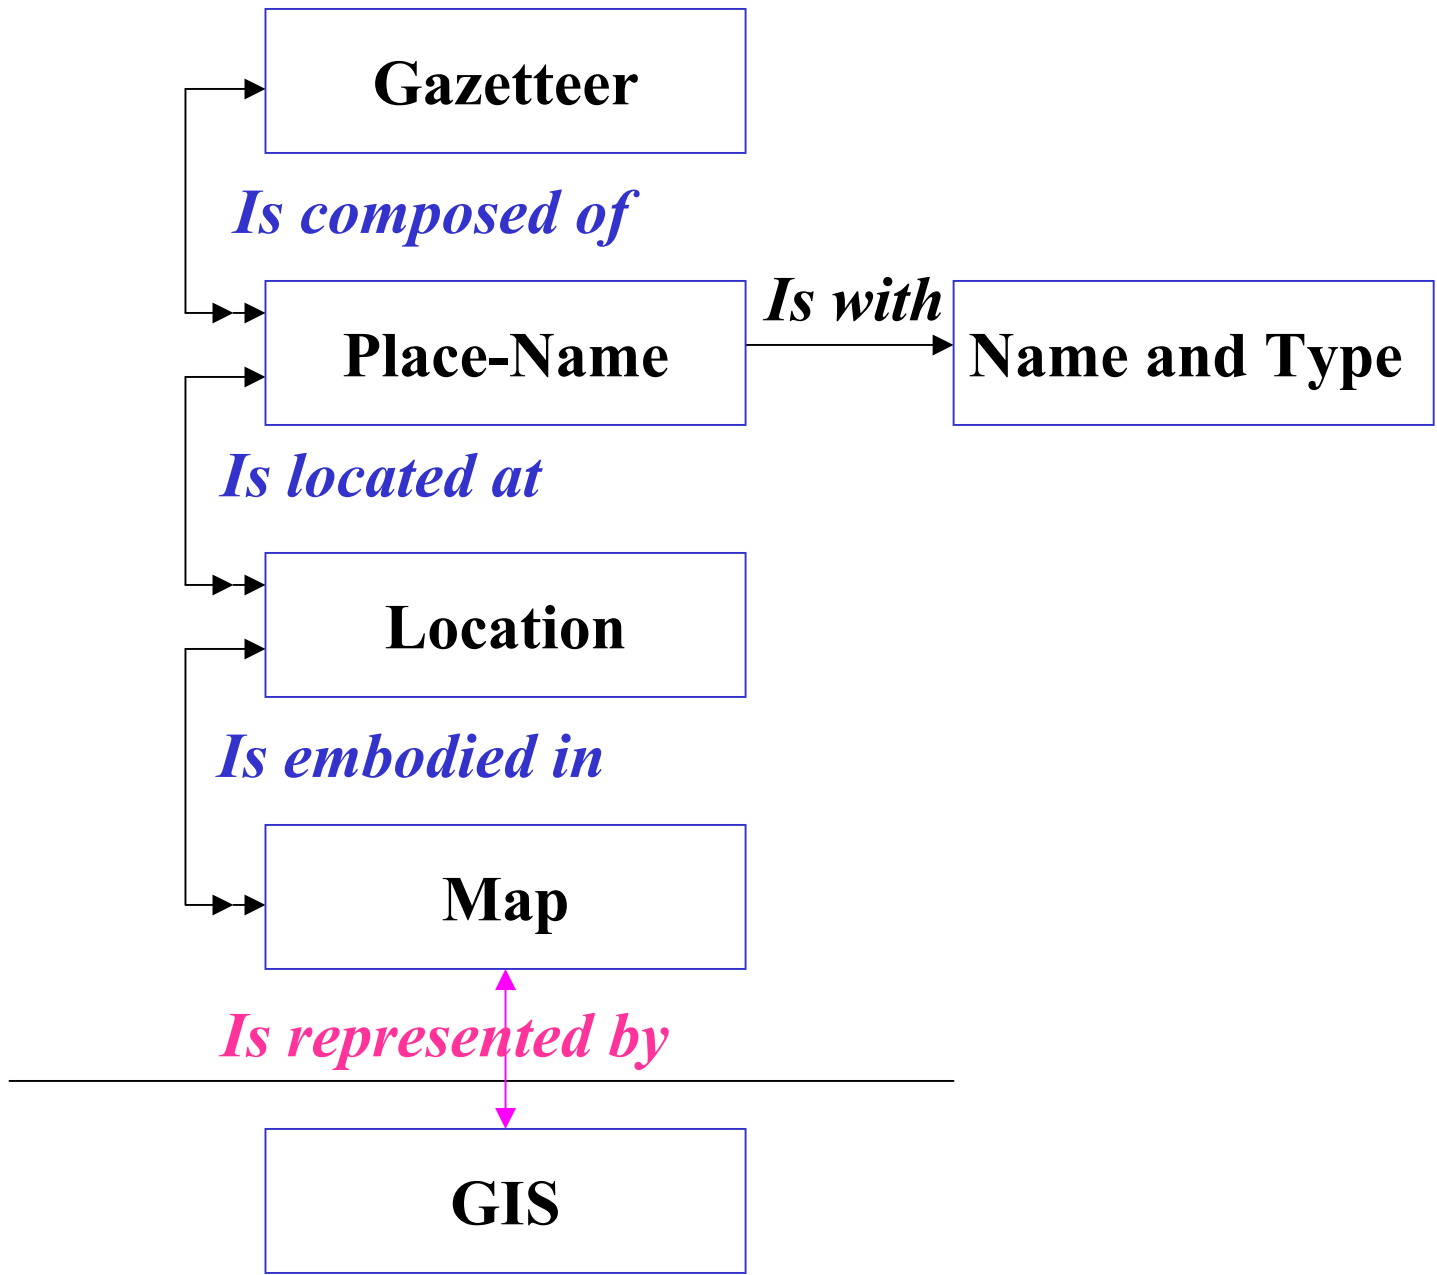 Gazetteer
Is composed of
Is with
Place-Name
Name and Type
Is located at
Location
Is embodied in
Map
Is represented by
GIS